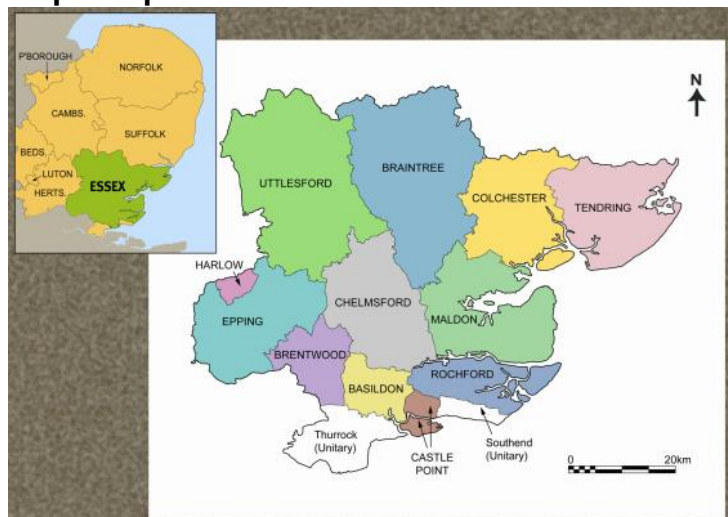 P'BOROUGH
NORFOLK
CAMBS.
SUFFOLK
BEDS.
LUTON
HERTS.
ESSEX
N
UTTLESFORD
BRAINTREE
COLCHESTER
TENDRING
HARLOW
EPPING
CHELMSFORD
MALDON
BRENTWOOD
BASILDON
ROCHFORD
Thurrock
(Unitary)
CASTLE
POINT
Southend
(Unitary)
0 20km